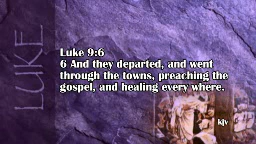 LUKE
Luke 9:6
6 And they departed, and went
through the towns, preaching the
gospel, and healing every where.
kjv